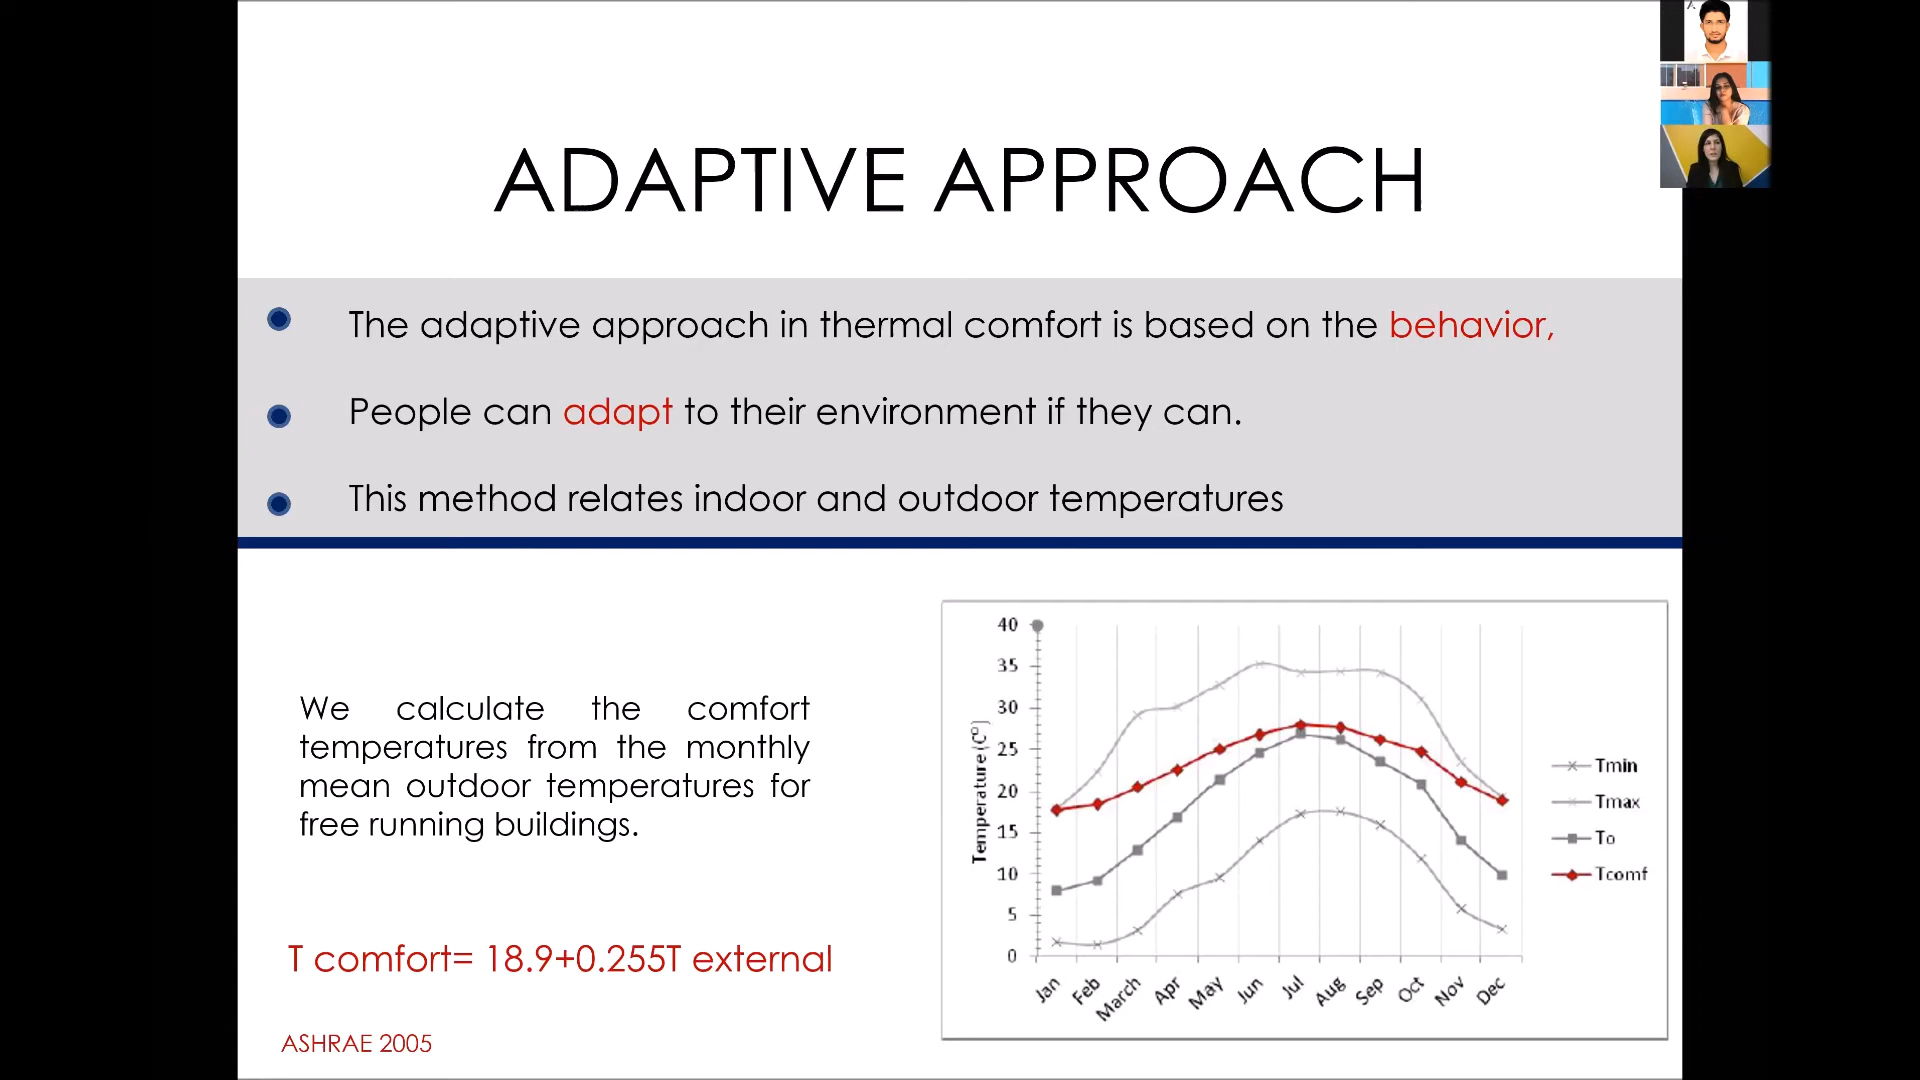 ADAPTIVE APPROACH
The adaptive approach in thermal comfort is based on the behavior,
People can adapt to their environment if they can.
This method relates indoor and outdoor temperatures
We calculate the comfort
temperatures from the monthly
mean outdoor temperatures for
free running buildings.
T comfort= 18.9+0.255T external
ASHRAE 2005
Temperature (C⁰)
40
35
30
25
20
15
10
5
0
Jan
Feb
March
Apr
May
Jun
Jul
Aug
Sep
Oct
Nov
Dec
Tmin
Tmax
To
Tcomf